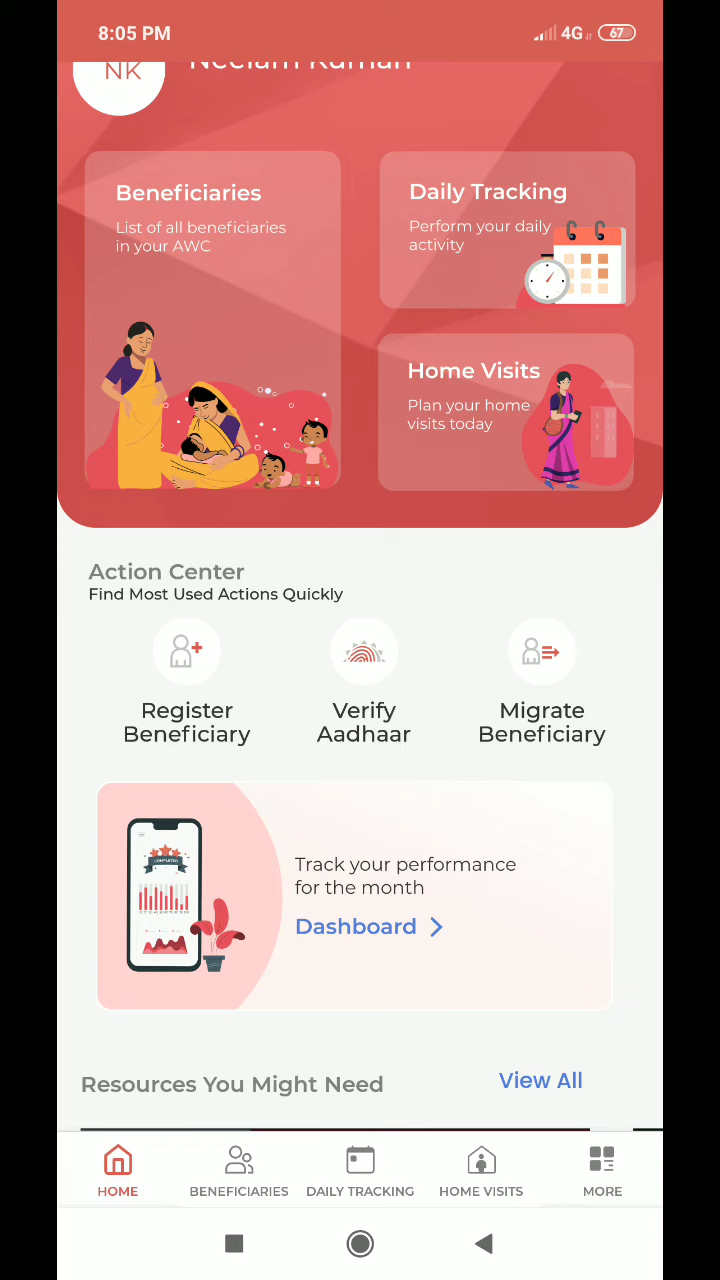 8:05 PM
4G
67
NK
Neelam Kumari
Beneficiaries
List of all beneficiaries
in your AWC
Daily Tracking
Perform your daily
activity
Home Visits
Plan your home
visits today
Action Center
Find Most Used Actions Quickly
Register
Beneficiary
Verify
Aadhaar
Migrate
Beneficiary
COMPLETED
Track your performance
for the month
Dashboard
Resources You Might Need
View All
HOME
BENEFICIARIES
DAILY TRACKING
HOME VISITS
MORE